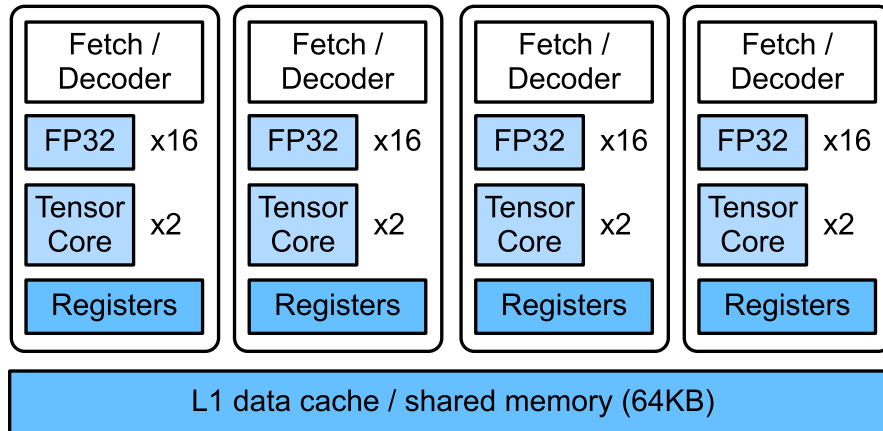 Fetch /
Decoder
FP32 x16
Tensor
Core
x2
Registers
Fetch /
Decoder
FP32 x16
Tensor
Core
x2
Registers
Fetch /
Decoder
FP32 x16
Tensor
Core
x2
Registers
Fetch /
Decoder
FP32 x16
Tensor
Core
x2
Registers
L1 data cache / shared memory (64KB)